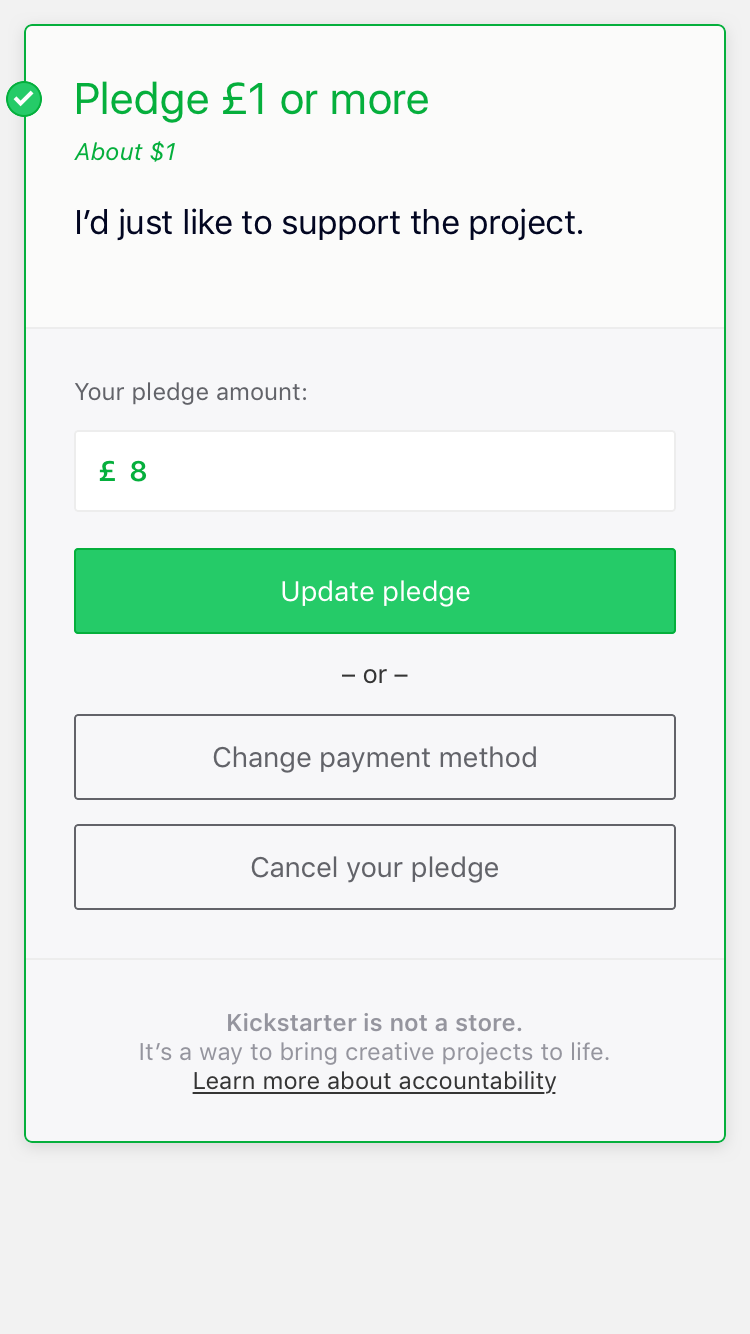 Pledge £1 or more
About $1
I’d just like to support the project.
Your pledge amount:
£ 8
Update pledge
– or –
Change payment method
Cancel your pledge
Kickstarter is not a store.
It’s a way to bring creative projects to life.
Learn more about accountability